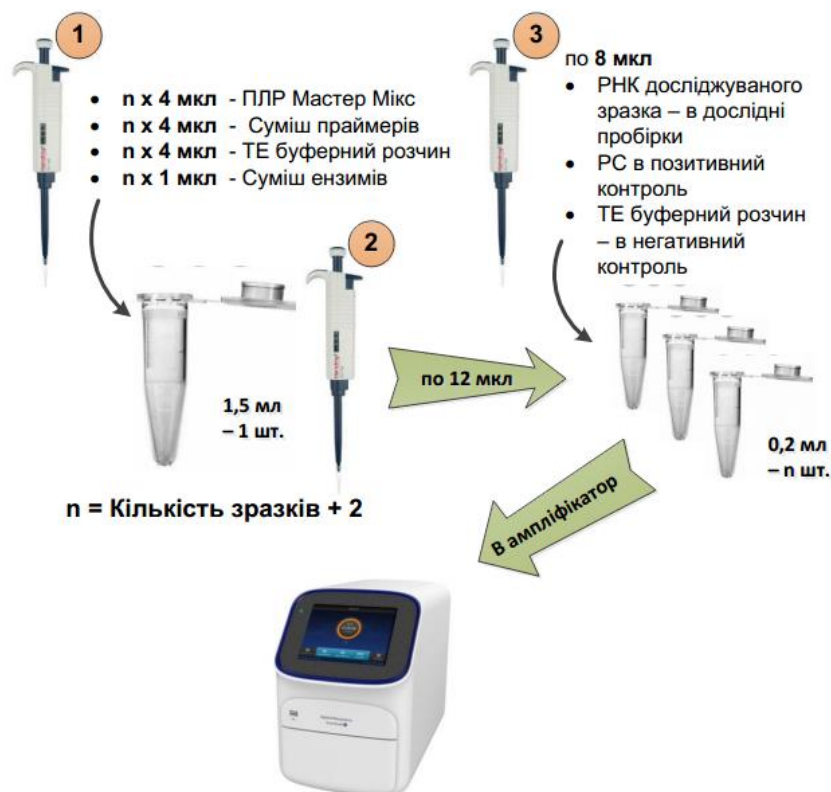 1
• n x 4 мкл - ПЛР Мастер Мікс
• n x 4 мкл - Суміш праймерів
• n x 4 мкл - ТЕ буферний розчин
• n x 1 мкл - Суміш ензимів
3
по 8 мкл
• РНК досліджуваного
зразка – в дослідні
пробірки
• PC в позитивний
контроль
• ТЕ буферний розчин
– в негативний
контроль
2
1,5 мл
– 1 шт.
по 12 мкл
0,2 мл
– n шт.
n = Кількість зразків + 2
В ампліфікатор